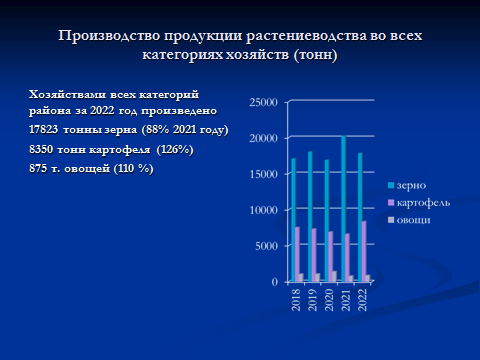 Производство продукции растениеводства во всех
категориях хозяйств (тонн)
Хозяйствами всех категорий
района за 2022 год произведено
17823 тонны зерна (88% 2021 году)
8350 тонн картофеля (126%)
875 т. овощей (110 %)
25000
20000
15000
10000
5000
0
2018
2019
2020
2021
2022
зерно
картофель
овощи